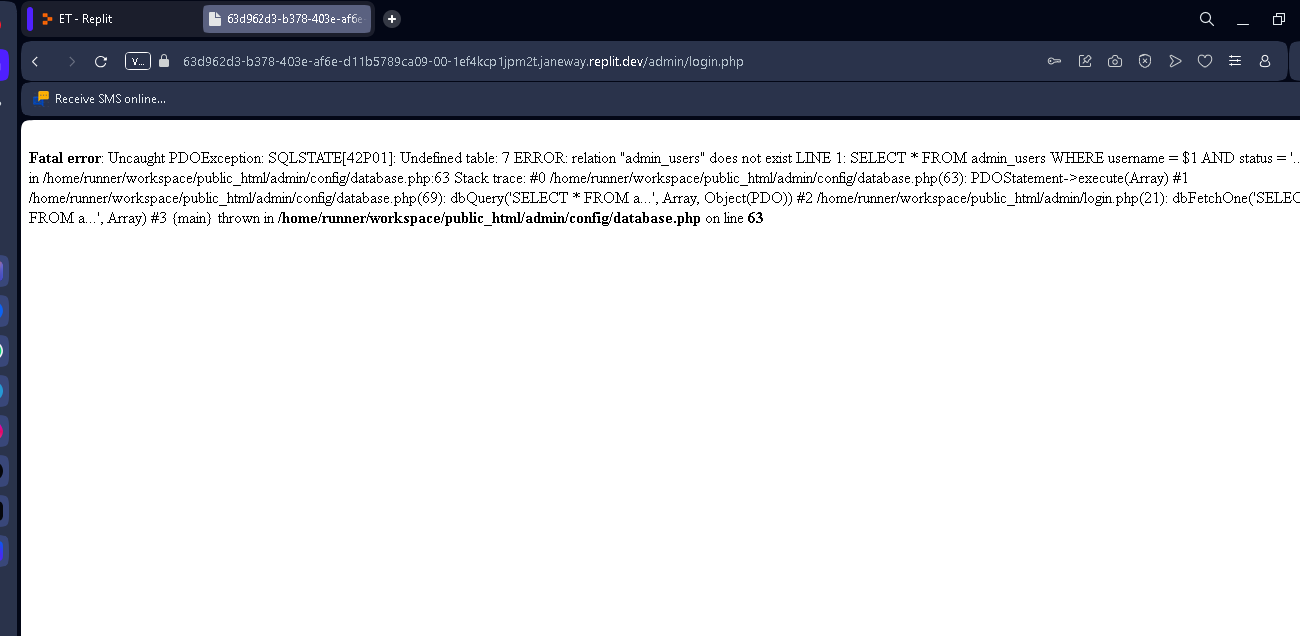 ET - Replit
63d962d3-b378-403e-af6e
V...
63d962d3-b378-403e-af6e-d11b5789ca09-00-1ef4kcp1jpm2t.janeway.replit.dev/admin/login.php
Receive SMS online...
Fatal error: Uncaught PDOException: SQLSTATE[42P01]: Undefined table: 7 ERROR: relation "admin_users" does not exist LINE 1: SELECT * FROM admin_users WHERE username = $1 AND status = '..
in /home/runner/workspace/public_html/admin/config/database.php:63 Stack trace: #0 /home/runner/workspace/public_html/admin/config/database.php(63): PDOStatement->execute(Array) #1
/home/runner/workspace/public_html/admin/config/database.php(69): dbQuery('SELECT * FROM a...', Array, Object(PDO)) #2 /home/runner/workspace/public_html/admin/login.php(21): dbFetchOne('SELEC
FROM a...', Array) #3 {main} thrown in /home/runner/workspace/public_html/admin/config/database.php on line 63